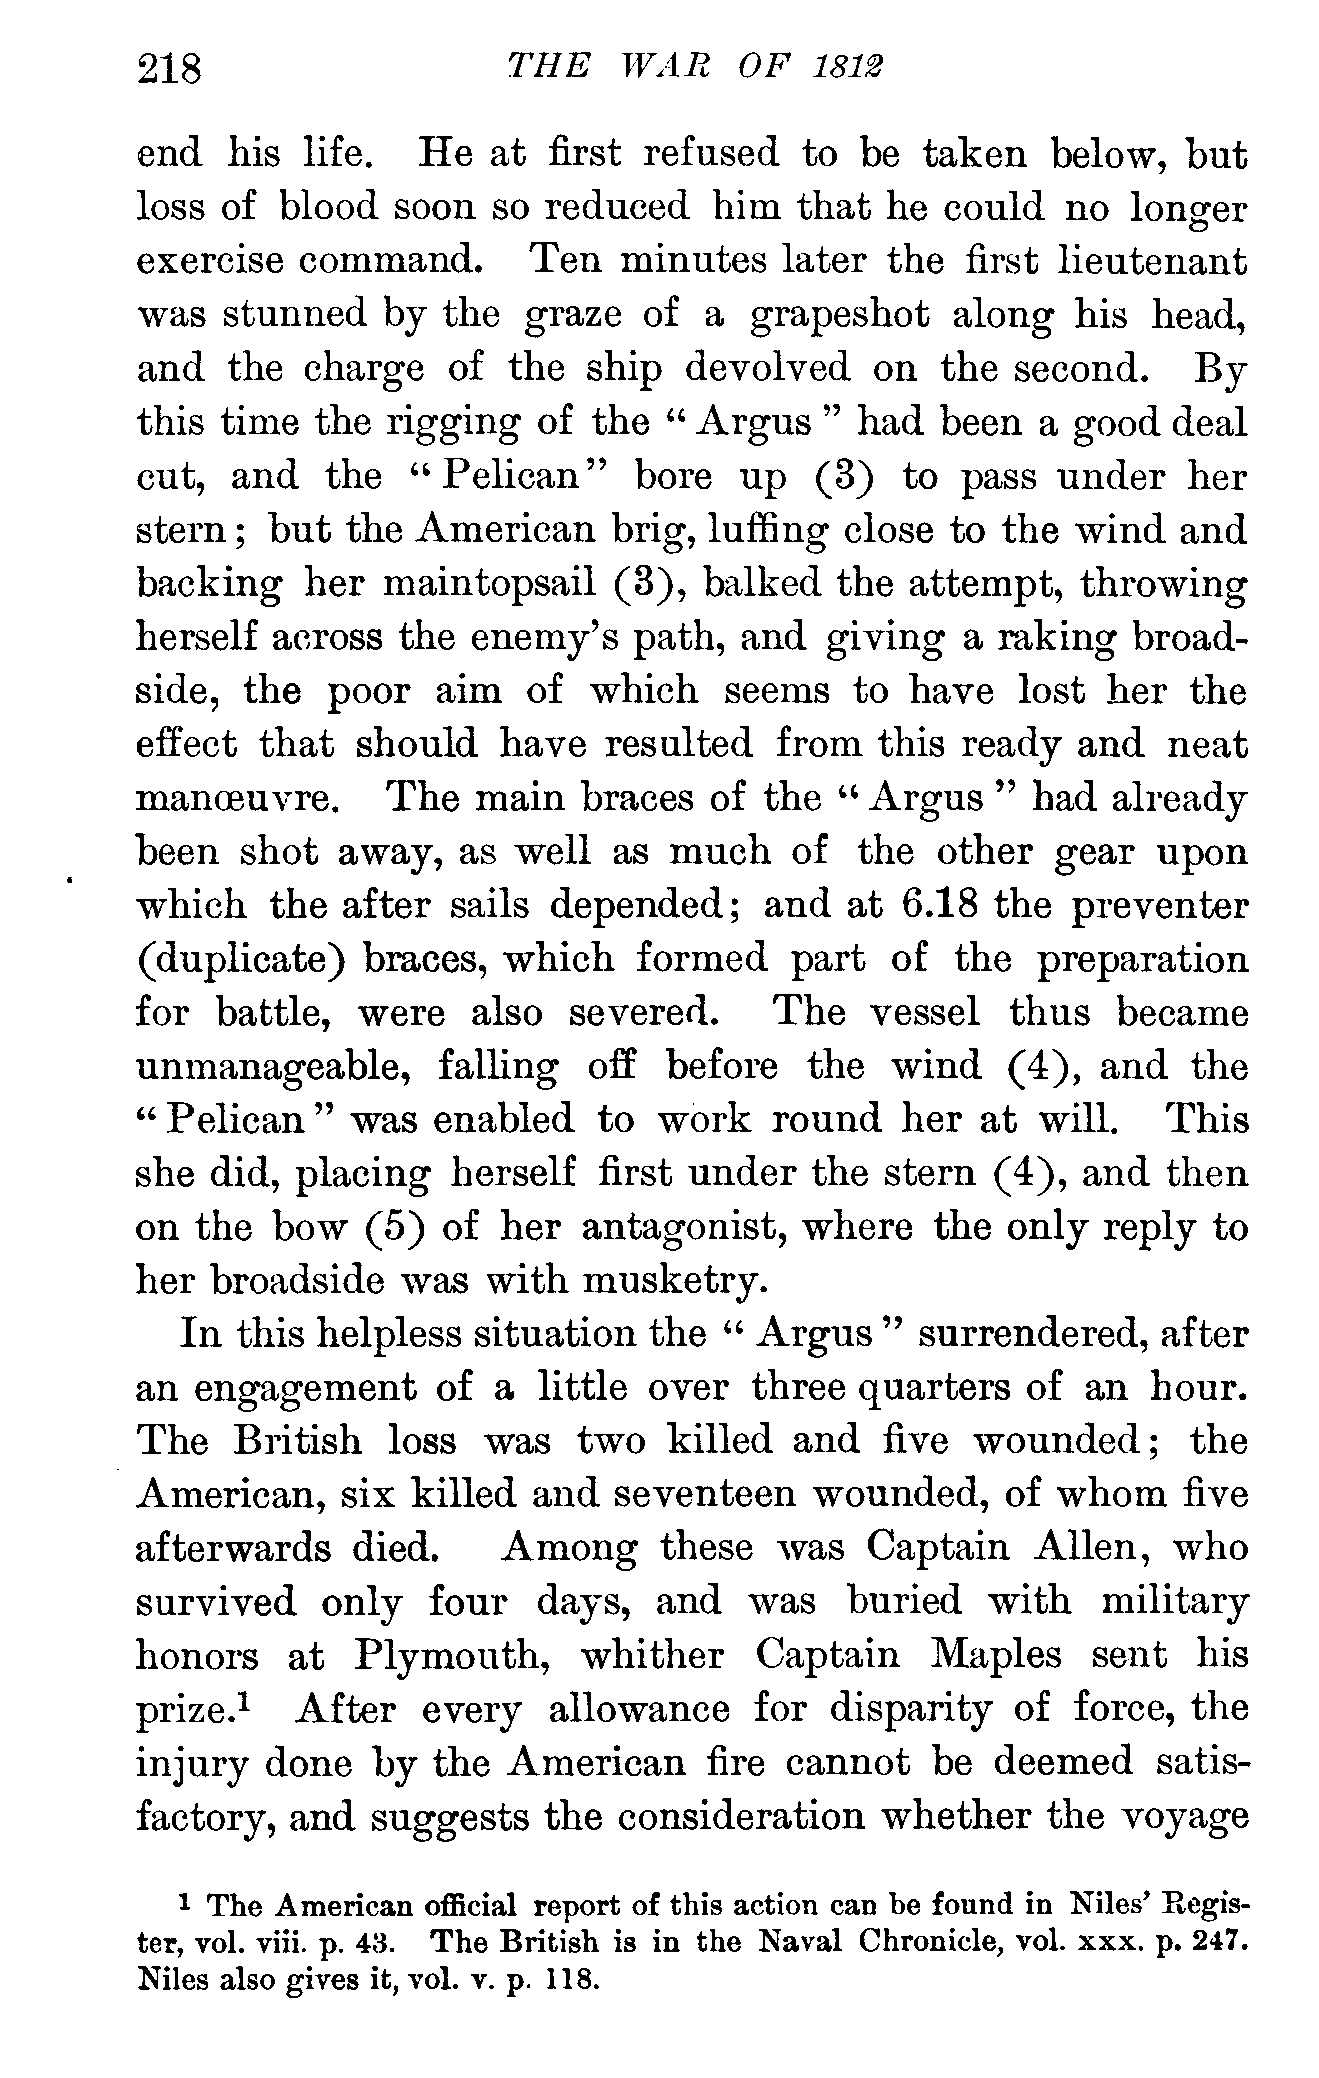 218 THE WAR OF 1812
end his life. He at first refused to be taken below, but
loss of blood soon so reduced him that he could no longer
exercise command. Ten minutes later the first lieutenant
was stunned by the graze of a grapeshot along his head,
and the charge of the ship devolved on the second. By
this time the rigging of the “ Argus ” had been a good deal
cut, and the “ Pelican” bore up (3) to pass under her
stern; but the American brig, luffing close to the wind and
backing her maintopsail (3), balked the attempt, throwing
herself across the enemy’s path, and giving a raking broad-
side, the poor aim of which seems to have lost her the
effect that should have resulted from this ready and neat
manœuvre. The main braces of the “ Argus ” had already
been shot away, as well as much of the other gear upon
which the after sails depended; and at 6.18 the preventer
(duplicate) braces, which formed part of the preparation
for battle, were also severed. The vessel thus became
unmanageable, falling off before the wind (4), and the
“ Pelican ” was enabled to work round her at will. This
she did, placing herself first under the stern (4), and then
on the bow (5) of her antagonist, where the only reply to
her broadside was with musketry.
In this helpless situation the “ Argus ” surrendered, after
an engagement of a little over three quarters of an hour.
The British loss was two killed and five wounded; the
American, six killed and seventeen wounded, of whom five
afterwards died. Among these was Captain Allen, who
survived only four days, and was buried with military
honors at Plymouth, whither Captain Maples sent his
prize.¹ After every allowance for disparity of force, the
injury done by the American fire cannot be deemed satis-
factory, and suggests the consideration whether the voyage
¹ The American official report of this action can be found in Niles’ Regis-
ter, vol. viii. p. 43. The British is in the Naval Chronicle, vol. xxx. p. 247.
Niles also gives it, vol. v. p. 118.